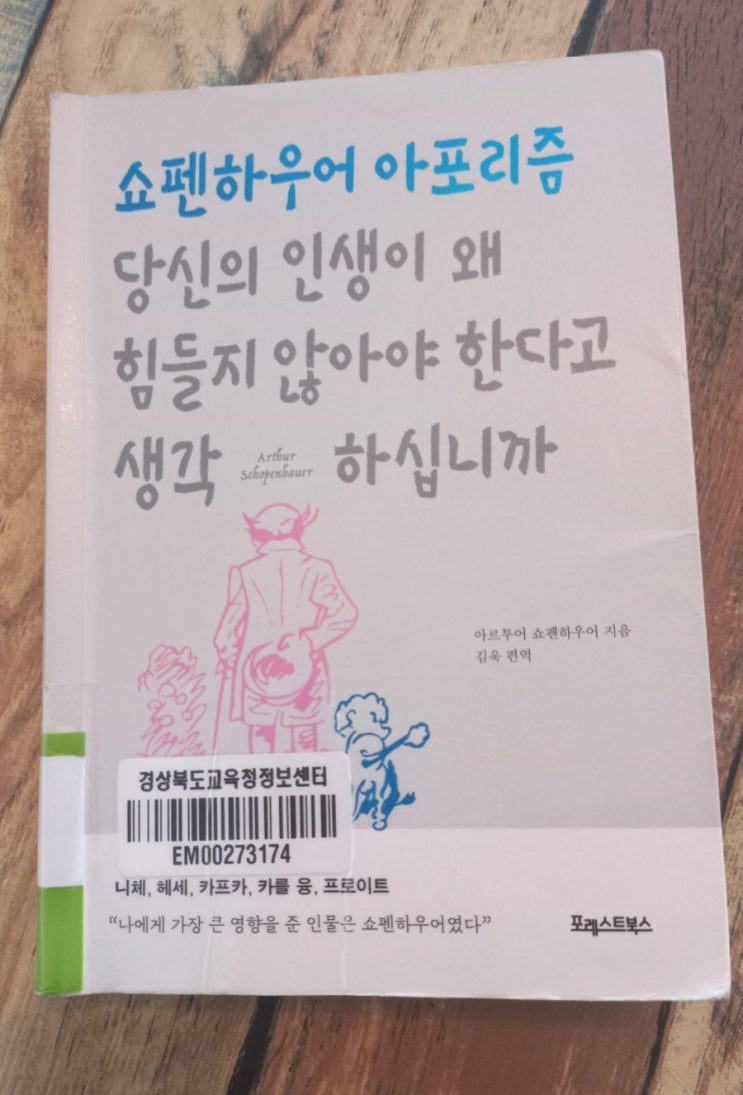 쇼펜하우어 아포리즘
당신의 인생이 왜
힘들지 않아야 한다고
생각 하십니까
Arthur
Schopenhauer
아르투어 쇼펜하우어 지음
김욱 편역
경상북도교육청정보센터
EM00273174
니체, 헤세, 카프카, 카를 융, 프로이트
“나에게 가장 큰 영향을 준 인물은 쇼펜하우어였다”
포레스트북스